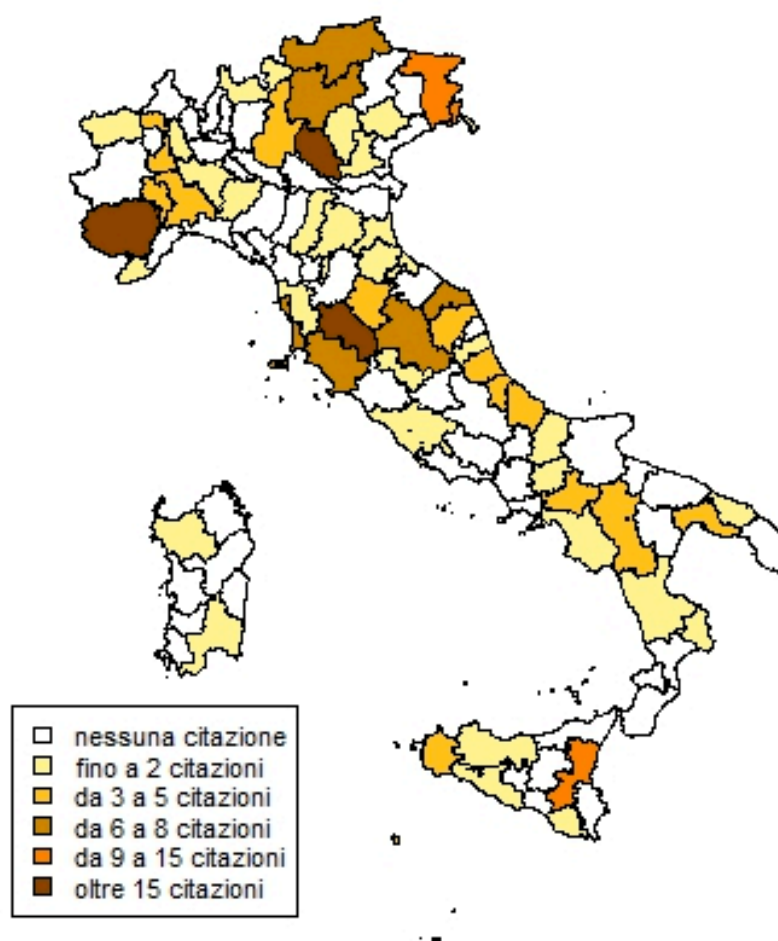 nessuna citazione
fino a 2 citazioni
da 3 a 5 citazioni
da 6 a 8 citazioni
da 9 a 15 citazioni
oltre 15 citazioni